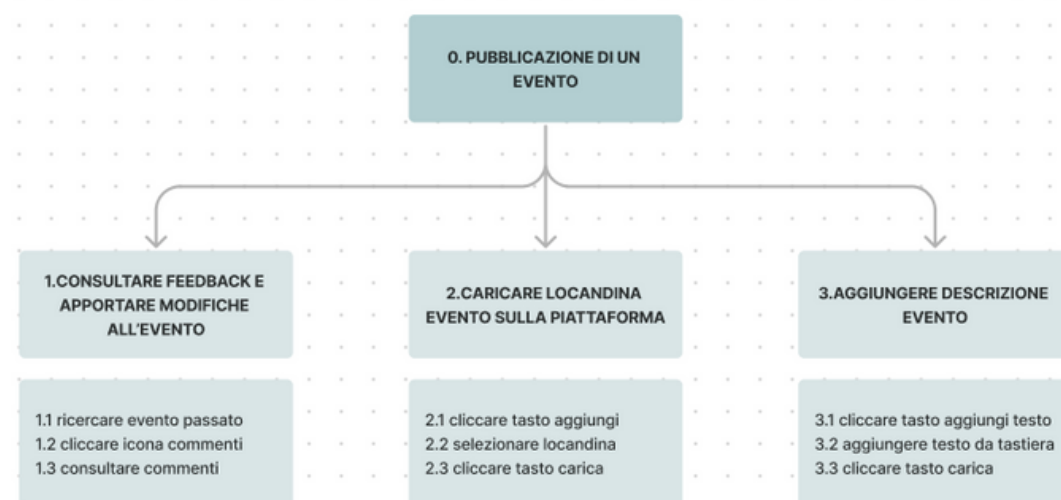 0. PUBBLICAZIONE DI UN
EVENTO
1.CONSULTARE FEEDBACK E
APPORTARE MODIFICHE
ALL'EVENTO
1.1 ricercare evento passato
1.2 cliccare icona commenti
1.3 consultare commenti
2.CARICARE LOCANDINA
EVENTO SULLA PIATTAFORMA
2.1 cliccare tasto aggiungi
2.2 selezionare locandina
2.3 cliccare tasto carica
3.AGGIUNGERE DESCRIZIONE
EVENTO
3.1 cliccare tasto aggiungi testo
3.2 aggiungere testo da tastiera
3.3 cliccare tasto carica